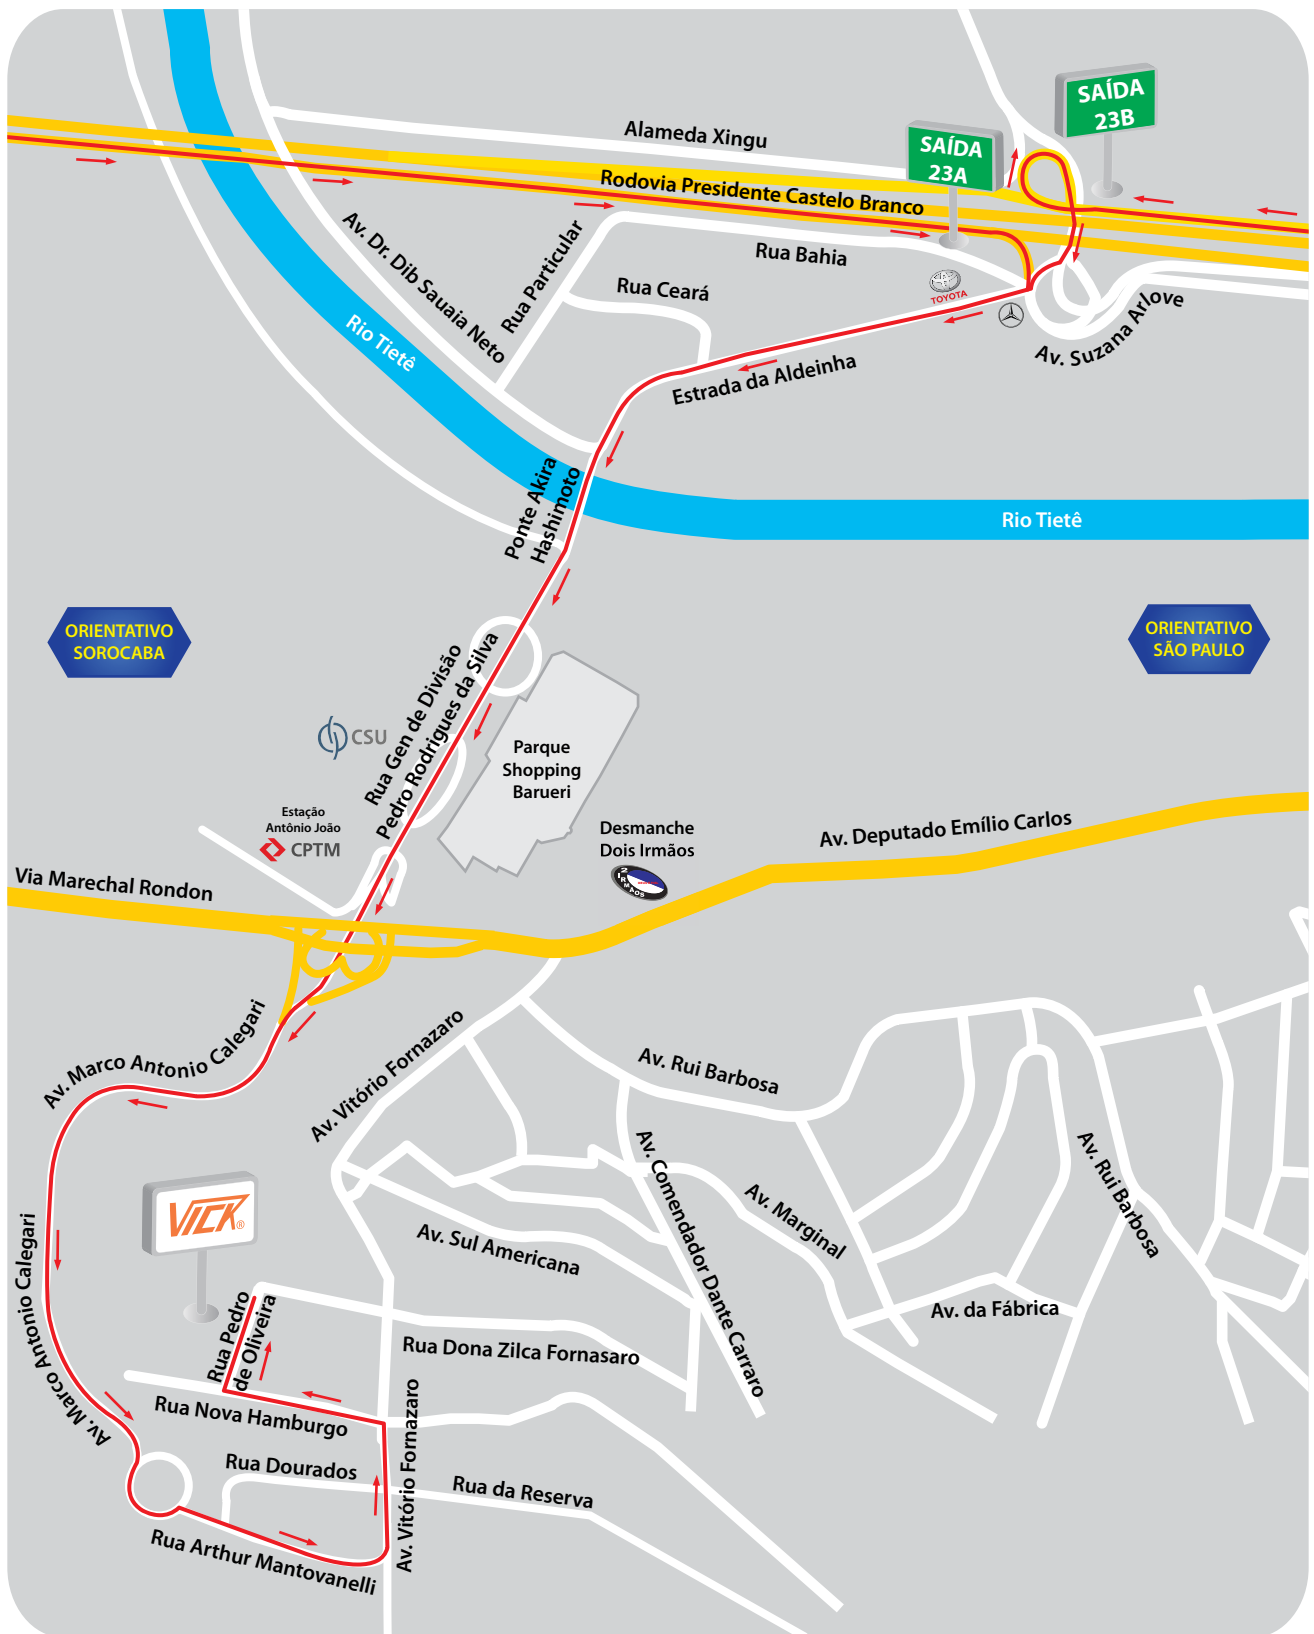 SAÍDA
23B
SAÍDA
23A
Alameda Xingu
Rodovia Presidente Castelo Branco
Av. Dr. Dib Sauaia Neto
Rua Particular
Rua Bahia
Rua Ceará
TOYOTA
Av. Suzana Arlove
Rio Tietê
Estrada da Aldeinha
Ponte Akira
Hashimoto
Rio Tietê
ORIENTATIVO
SOROCABA
ORIENTATIVO
SÃO PAULO
Rua Gen de Divisão
Pedro Rodrigues da Silva
CSU
Parque
Shopping
Barueri
Estação
Antônio João
CPTM
Desmanche
Dois Irmãos
2 IRMÃOS
Av. Deputado Emílio Carlos
Via Marechal Rondon
Av. Marco Antonio Calegari
Av. Vitório Fornazaro
Av. Rui Barbosa
Av. Comendador Dante Carraro
Av. Marginal
Av. Rui Barbosa
VICK®
Av. Sul Americana
Av. Marco Antonio Calegari
Rua Pedro
de Oliveira
Av. da Fábrica
Rua Dona Zilca Fornasaro
Rua Nova Hamburgo
Av. Vitório Fornazaro
Rua Dourados
Rua da Reserva
Rua Arthur Mantovanelli